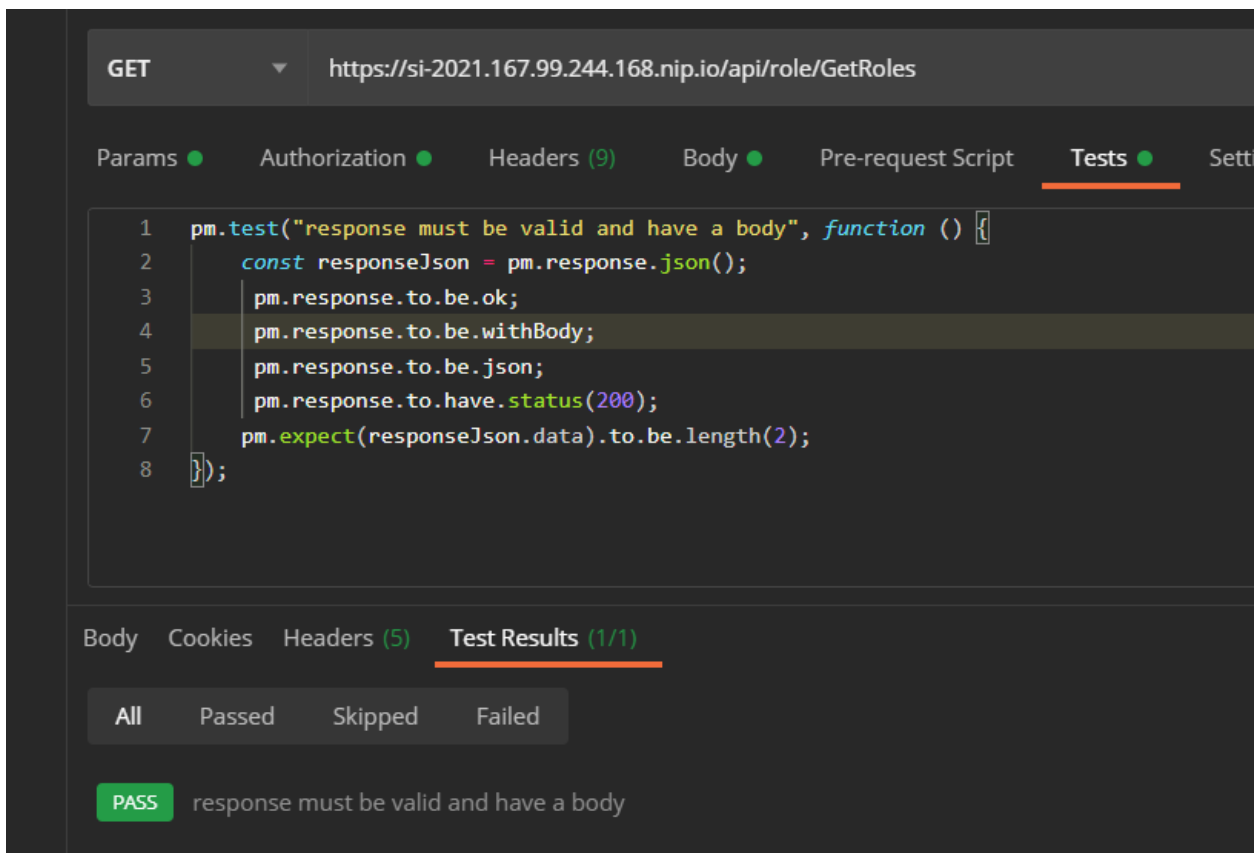 GET https://si-2021.167.99.244.168.nip.io/api/role/GetRoles
Params Authorization Headers (9) Body Pre-request Script Tests Setti
1 pm.test("response must be valid and have a body", function () {
2 const responseJson = pm.response.json();
3 pm.response.to.be.ok;
4 pm.response.to.be.withBody;
5 pm.response.to.be.json;
6 pm.response.to.have.status(200);
7 pm.expect(responseJson.data).to.be.length(2);
8 });
Body Cookies Headers (5) Test Results (1/1)
All Passed Skipped Failed
PASS response must be valid and have a body